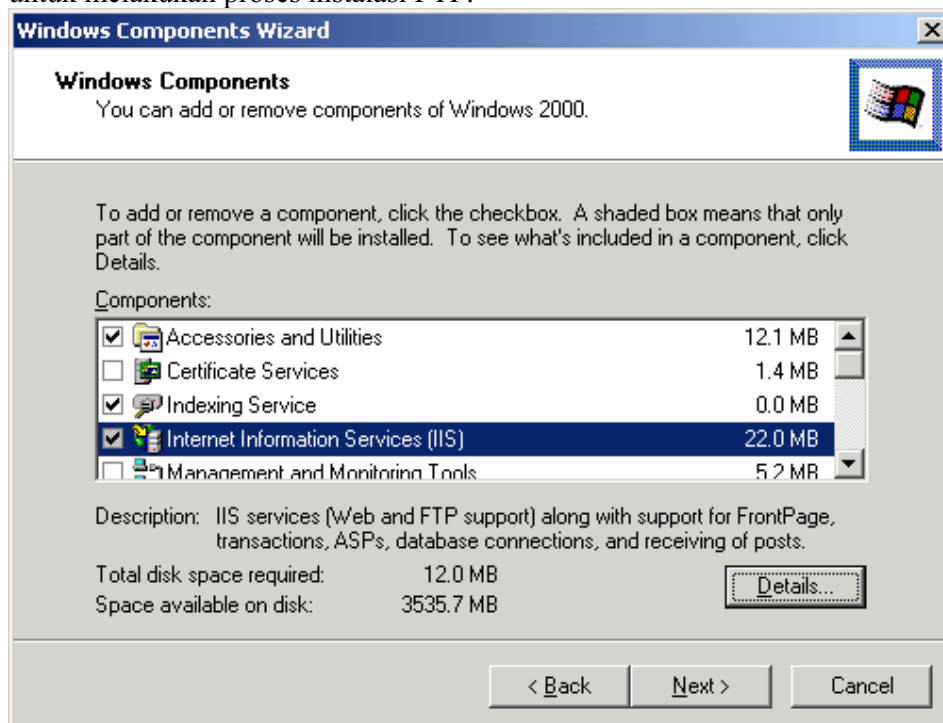 untuk melakukan proses instalasi FTP.
Windows Components Wizard
Windows Components
You can add or remove components of Windows 2000.
To add or remove a component, click the checkbox. A shaded box means that only
part of the component will be installed. To see what's included in a component, click
Details.
Components:
Accessories and Utilities 12.1 MB
Certificate Services 1.4 MB
Indexing Service 0.0 MB
Internet Information Services (IIS) 22.0 MB
Management and Monitoring Tools 5.2 MB
Description: IIS services (Web and FTP support) along with support for FrontPage,
transactions, ASPs, database connections, and receiving of posts.
Total disk space required: 12.0 MB
Space available on disk: 3535.7 MB
Details...
< Back Next > Cancel